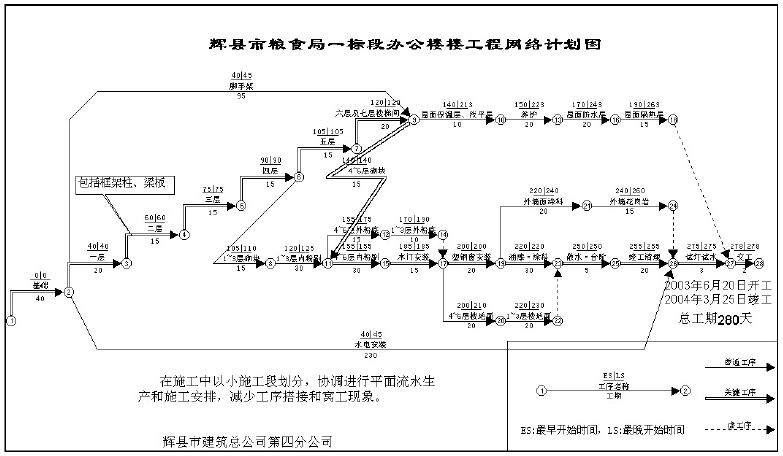 辉县市粮食局一标段办公楼楼工程网络计划图
40|45
脚手架
95
120|120
六层及七层楼梯间
20
140|213
屋面保温层、找平层
10
150|223
养护
20
170|243
屋面防水层
20
190|263
屋面隔热层
15
105|105
五层
15
90|90
四层
15
140|140
4~6层砌块
15
包括框架柱、梁板
75|75
三层
15
60|60
二层
15
220|240
外墙面涂料
20
240|260
外墙花岗岩
15
40|40
一层
20
105|110
1~3层砌块
15
120|125
1~3层内粉刷
30
155|175
4~6层外粉刷
15
170|190
1~3层外粉刷
10
155|155
4~6层内粉刷
30
185|185
水门安装
15
200|200
塑钢窗安装
20
220|220
油漆、涂料
30
250|250
散水、台阶
5
255|255
竣工清理
20
275|275
试灯试水
3
278|278
交工
2
0|0
基础
40
200|210
4~6层楼地面
20
220|230
1~3层楼地面
20
2003年6月20日开工
2004年3月25日竣工
总工期280天
40|45
水电安装
230
在施工中以小施工段划分，协调进行平面流水生
产和施工安排，减少工序搭接和窝工现象。
辉县市建筑总公司第四分公司
ES|LS
① 工序名称 ②
工期
普通工序
关键工序
虚工序
ES:最早开始时间，LS:最晚开始时间